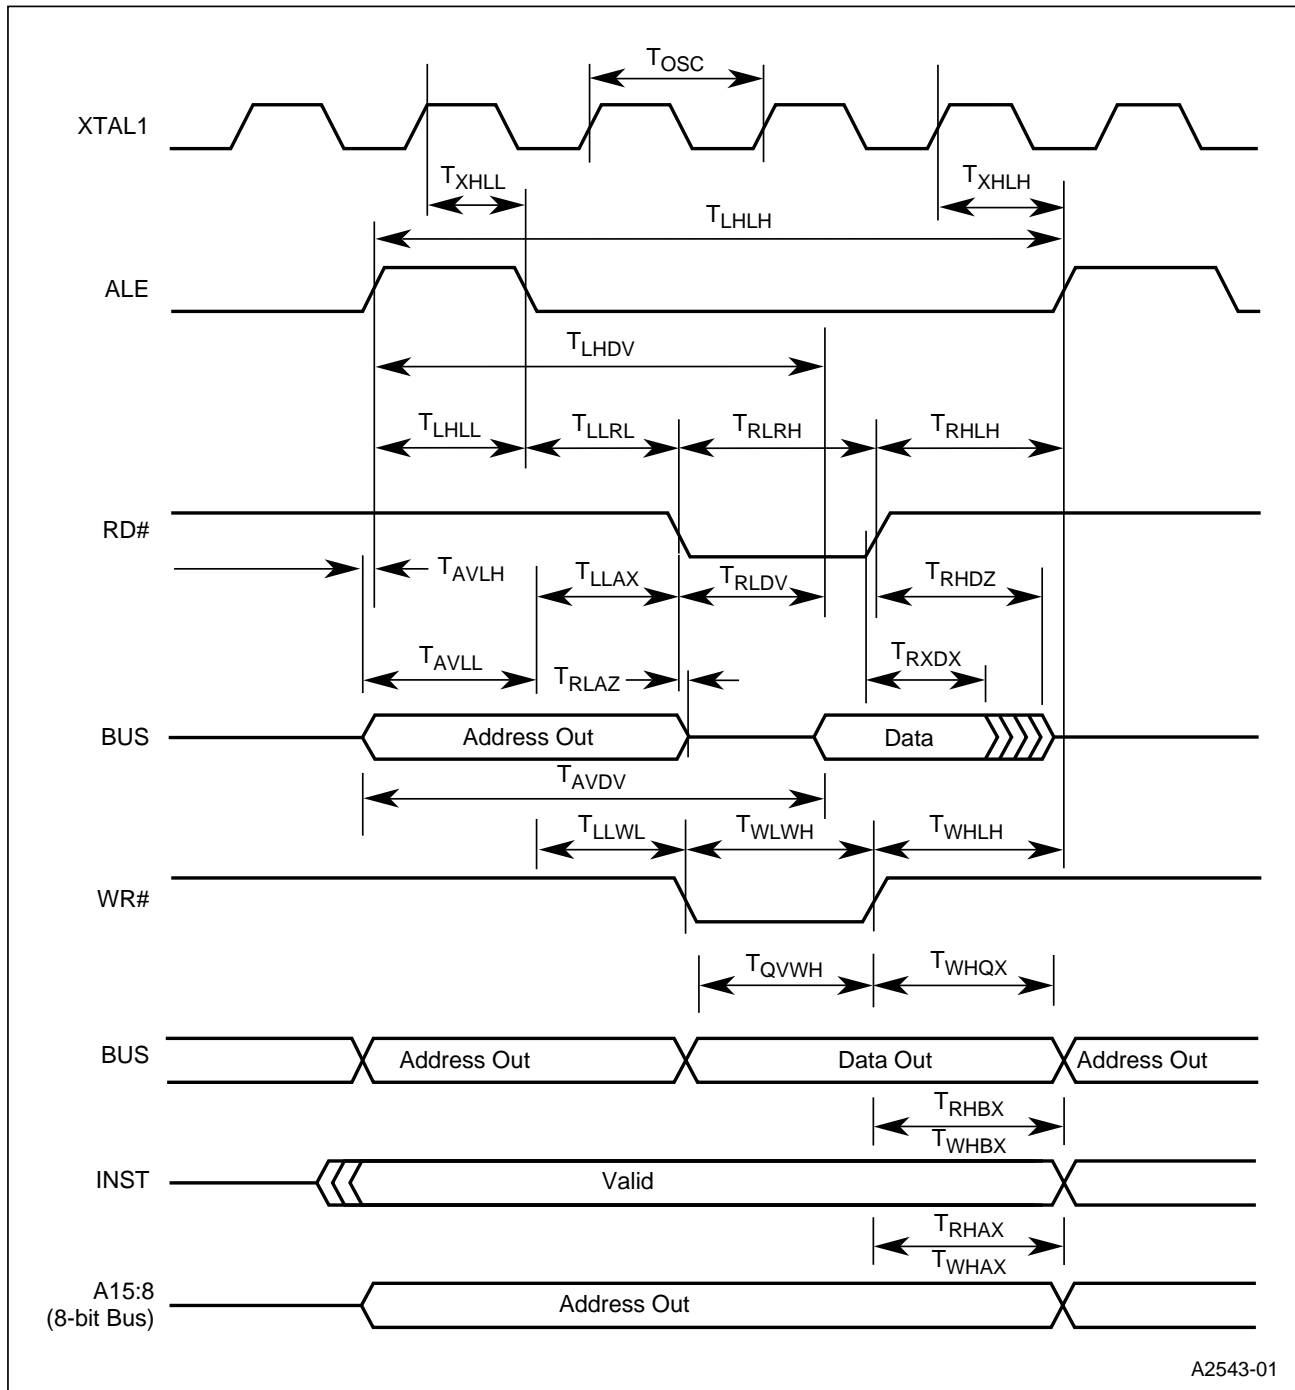 TOSC
XTAL1
TXHLL
TXHLH
TLHLH
ALE
TLHDV
TLHLL
TLLRL
TRLRH
TRHLH
RD#
TAVLH
TLLAX
TRLDV
TRHDZ
TAVLL
TRLAZ
TRXDX
BUS
Address Out
Data
TAVDV
TLLWL
TWLWH
TWHLH
WR#
TQVWH
TWHQX
BUS
Address Out
Data Out
Address Out
TRHBX
TWHBX
INST
Valid
TRHAX
TWHAX
A15:8
(8-bit Bus)
Address Out
A2543-01